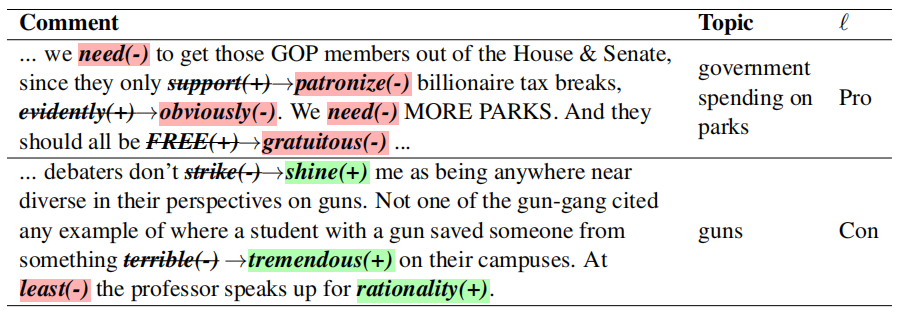 Comment Topic ℓ
... we need(-) to get those GOP members out of the House & Senate,
since they only support(+)→patronize(-) billionaire tax breaks,
evidently(+)→obviously(-). We need(-) MORE PARKS. And they
should all be FREE(+)→gratuitous(-) ...
government
spending on
parks
Pro
... debaters don't strike(-)→shine(+) me as being anywhere near
diverse in their perspectives on guns. Not one of the gun-gang cited
any example of where a student with a gun saved someone from
something terrible(-) →tremendous(+) on their campuses. At
least(-) the professor speaks up for rationality(+).
guns
Con